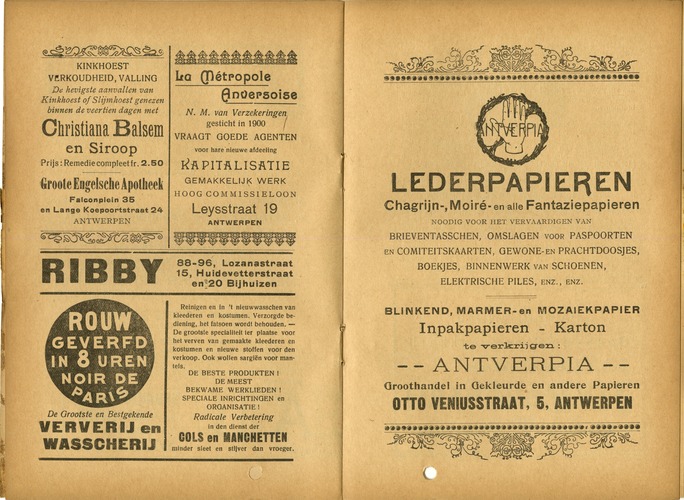 KINKHOEST
VERKOUDHEID, VALLING
De hevigste aanvallen van
Kinkhoest of Slijmhoest genezen
binnen de veertien dagen met
Christiana Balsem
en Siroop
Prijs: Remedie compleet fr. 2.50
Groote Engelsche Apotheek
Falconplein 35
en Lange Koepoortstraat 24
ANTWERPEN
La Métropole
Anversoise
N. M. van Verzekeringen
gesticht in 1900
VRAAGT GOEDE AGENTEN
voor hare nieuwe afdeeling
KAPITALISATIE
GEMAKKELIJK WERK
HOOG COMMISSIELOON
Leysstraat 19
ANTWERPEN
RIBBY
88-96, Lozanastraat
15, Huidevetterstraat
en 20 Bijhuizen
ROUW
GEVERFD
IN 8 UREN
NOIR DE
PARIS
De Grootste en Bestgekende
VERVERIJ en
WASSCHERIJ
Reinigen en in 't nieuwwasschen van
kleederen en kostumen. Verzorgde be-
diening, het fatsoen wordt behouden. —
De grootste specialiteit ter plaatse voor
het verven van gemaakte kleederen en
kostumen en nieuwe stoffen voor den
verkoop. Ook wollen sargiën voor man-
tels.
DE BESTE PRODUKTEN !
DE MEEST
BEKWAME WERKLIEDEN !
SPECIALE INRICHTINGEN en
ORGANISATIE !
Radicale Verbetering
in den dienst der
COLS en MANCHETTEN
minder sleet en stijver dan vroeger.
ANTVERPIA
LEDERPAPIEREN
Chagrijn-, Moiré- en alle Fantaziepapieren
NOODIG VOOR HET VERVAARDIGEN VAN
BRIEVENTASSCHEN, OMSLAGEN VOOR PASPOORTEN
EN COMITEITSKAARTEN, GEWONE- EN PRACHTDOOSJES,
BOEKJES, BINNENWERK VAN SCHOENEN,
ELEKTRISCHE PILES, ENZ., ENZ.
BLINKEND, MARMER- en MOZAIEKPAPIER
Inpakpapieren - Karton
te verkrijgen :
-- ANTVERPIA --
Groothandel in Gekleurde en andere Papieren
OTTO VENIUSSTRAAT, 5, ANTWERPEN